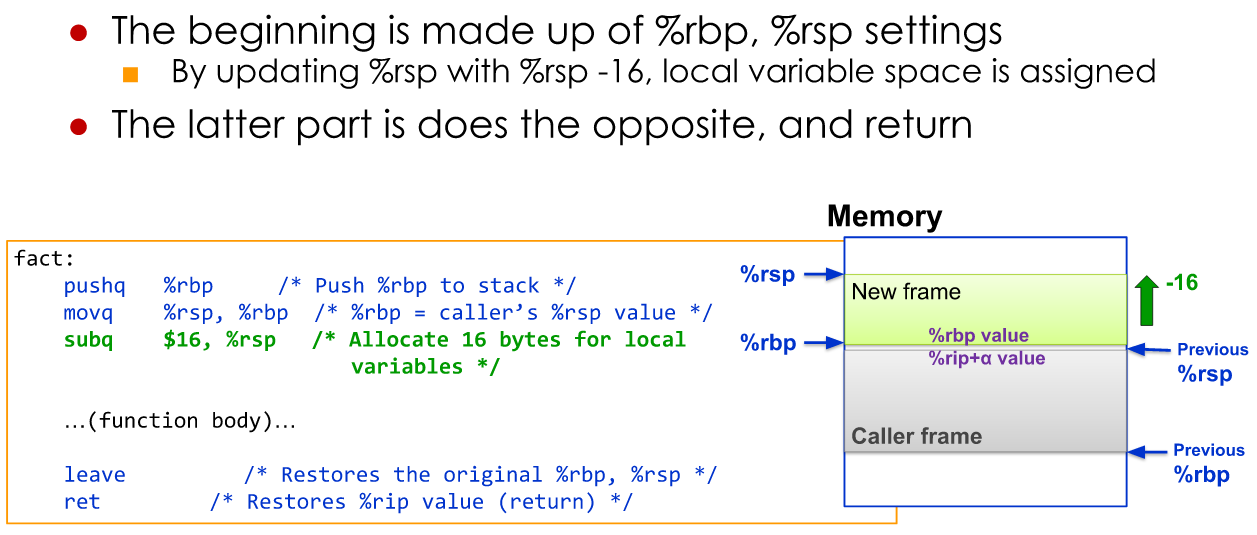 The beginning is made up of %rbp, %rsp settings
By updating %rsp with %rsp -16, local variable space is assigned
The latter part is does the opposite, and return
fact:
pushq %rbp /* Push %rbp to stack */
movq %rsp, %rbp /* %rbp = caller’s %rsp value */
subq $16, %rsp /* Allocate 16 bytes for local
variables */
…(function body)…
leave /* Restores the original %rbp, %rsp */
ret /* Restores %rip value (return) */
Memory
%rsp
New frame
-16
%rbp
%rbp value
%rip+α value
Previous
%rsp
Caller frame
Previous
%rbp